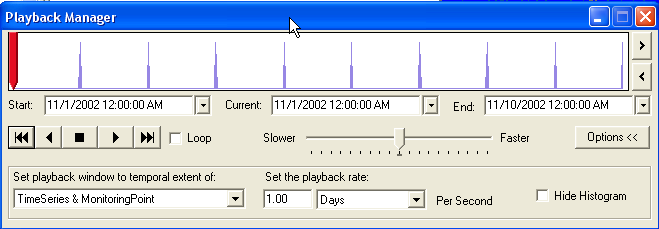 Playback Manager
Start: 11/1/2002 12:00:00 AM Current: 11/1/2002 12:00:00 AM End: 11/10/2002 12:00:00 AM
Loop Slower Faster Options <<
Set playback window to temporal extent of: Set the playback rate:
TimeSeries & MonitoringPoint 1.00 Days Per Second Hide Histogram